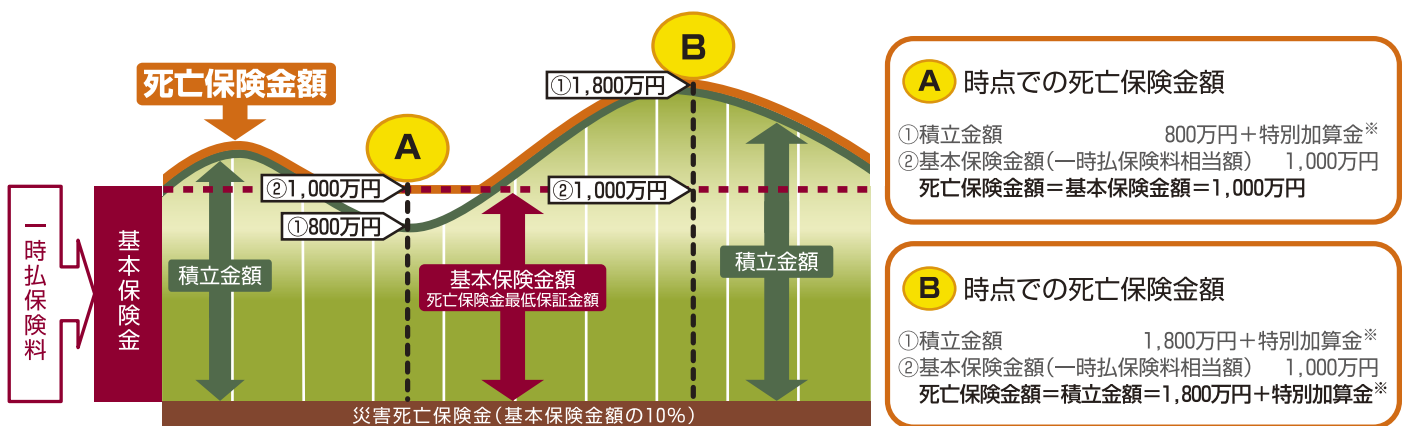 死亡保険金額
A
B
①1,800万円
②1,000万円
②1,000万円
①800万円
一時払保険料
基本保険金
積立金額
基本保険金額
死亡保険金最低保証金額
積立金額
災害死亡保険金(基本保険金額の10%)
A 時点での死亡保険金額
①積立金額 800万円+特別加算金※
②基本保険金額(一時払保険料相当額) 1,000万円
死亡保険金額=基本保険金額=1,000万円
B 時点での死亡保険金額
①積立金額 1,800万円+特別加算金※
②基本保険金額(一時払保険料相当額) 1,000万円
死亡保険金額=積立金額=1,800万円+特別加算金※